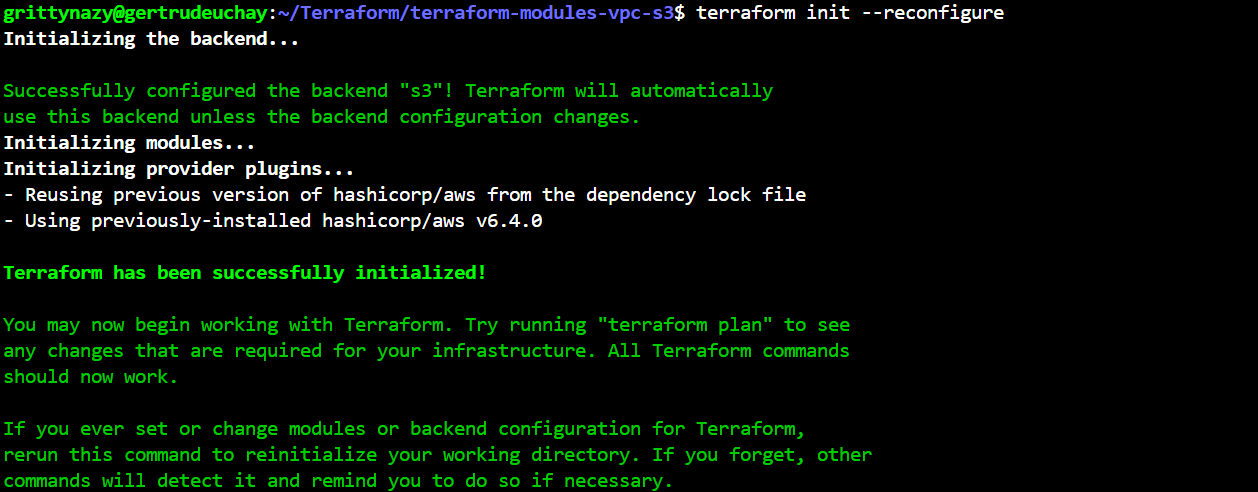 grittynazy@gertrudeuchay:~/Terraform/terraform-modules-vpc-s3$ terraform init --reconfigure
Initializing the backend...
Successfully configured the backend "s3"! Terraform will automatically
use this backend unless the backend configuration changes.
Initializing modules...
Initializing provider plugins...
- Reusing previous version of hashicorp/aws from the dependency lock file
- Using previously-installed hashicorp/aws v6.4.0
Terraform has been successfully initialized!
You may now begin working with Terraform. Try running "terraform plan" to see
any changes that are required for your infrastructure. All Terraform commands
should now work.
If you ever set or change modules or backend configuration for Terraform,
rerun this command to reinitialize your working directory. If you forget, other
commands will detect it and remind you to do so if necessary.